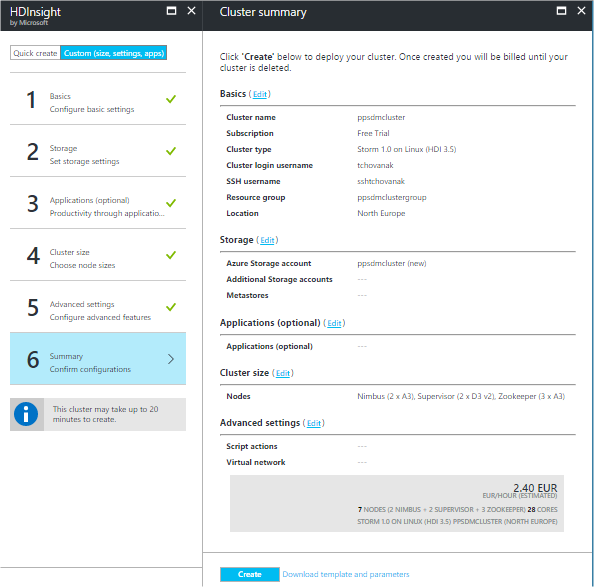 HDInsight
by Microsoft
Quick create
Custom (size, settings, apps)
1
Basics
Configure basic settings
2
Storage
Set storage settings
3
Applications (optional)
Productivity through applicatio...
4
Cluster size
Choose node sizes
5
Advanced settings
Configure advanced features
6
Summary
Confirm configurations
This cluster may take up to 20
minutes to create.
Cluster summary
Click 'Create' below to deploy your cluster. Once created you will be billed until your
cluster is deleted.
Basics (Edit)
Cluster name ppsdmcluster
Subscription Free Trial
Cluster type Storm 1.0 on Linux (HDI 3.5)
Cluster login username tchovanak
SSH username sshtchovanak
Resource group ppsdmclustergroup
Location North Europe
Storage (Edit)
Azure Storage account ppsdmcluster (new)
Additional Storage accounts ---
Metastores ---
Applications (optional) (Edit)
Applications (optional) ---
Cluster size (Edit)
Nodes Nimbus (2 x A3), Supervisor (2 x D3 v2), Zookeeper (3 x A3)
Advanced settings (Edit)
Script actions ---
Virtual network ---
2.40 EUR
EUR/HOUR (ESTIMATED)
7 NODES (2 NIMBUS + 2 SUPERVISOR + 3 ZOOKEEPER) 28 CORES
STORM 1.0 ON LINUX (HDI 3.5) PPSDMCLUSTER (NORTH EUROPE)
Create
Download template and parameters